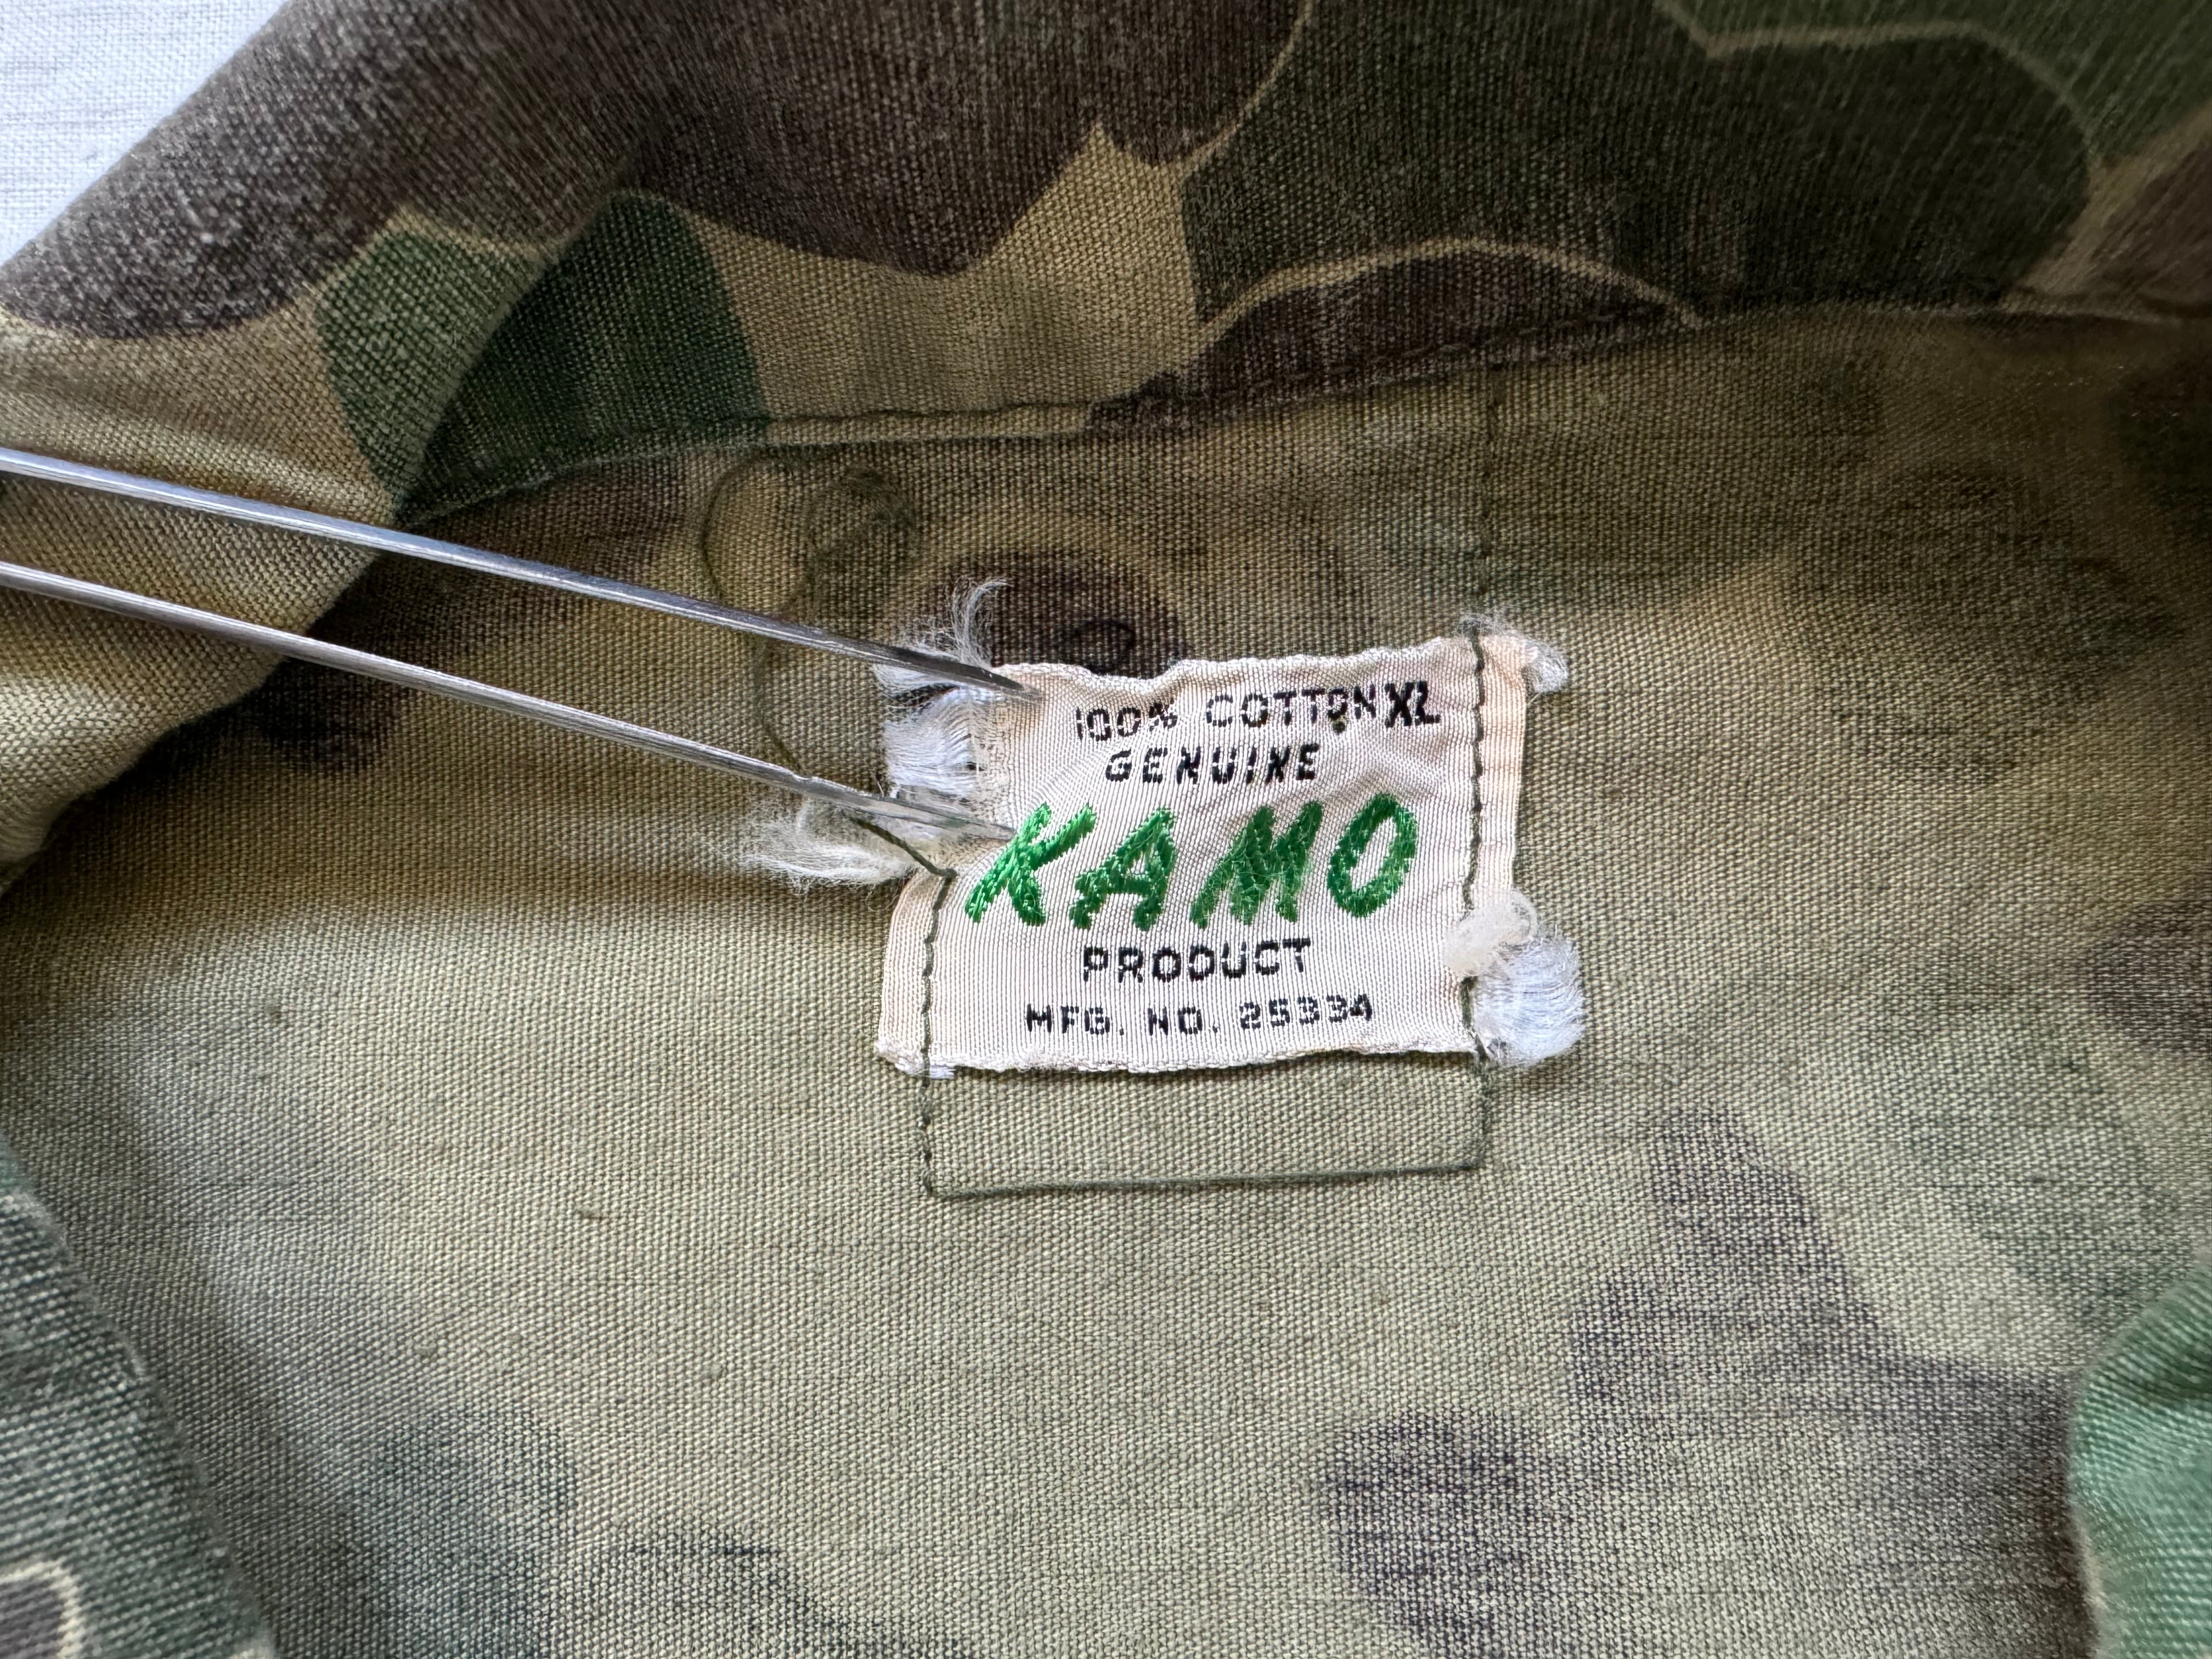 100% COTTON XL
GENUINE
KAMO
PRODUCT
MFG. NO. 25334